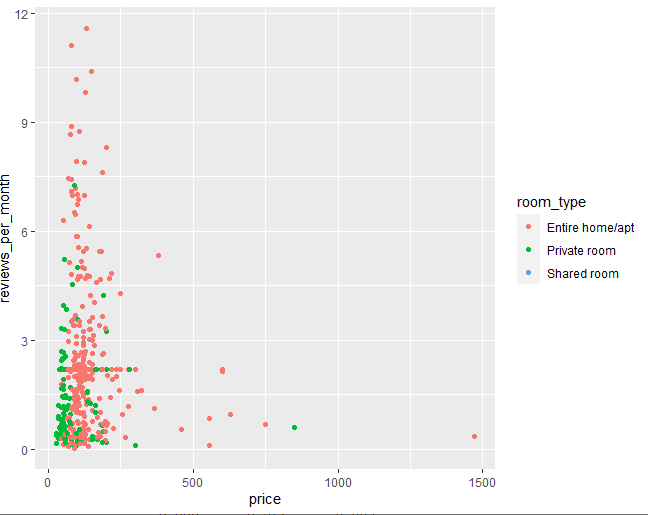 12
9
6
3
0
reviews_per_month
0
500
1000
1500
price
room_type
Entire home/apt
Private room
Shared room